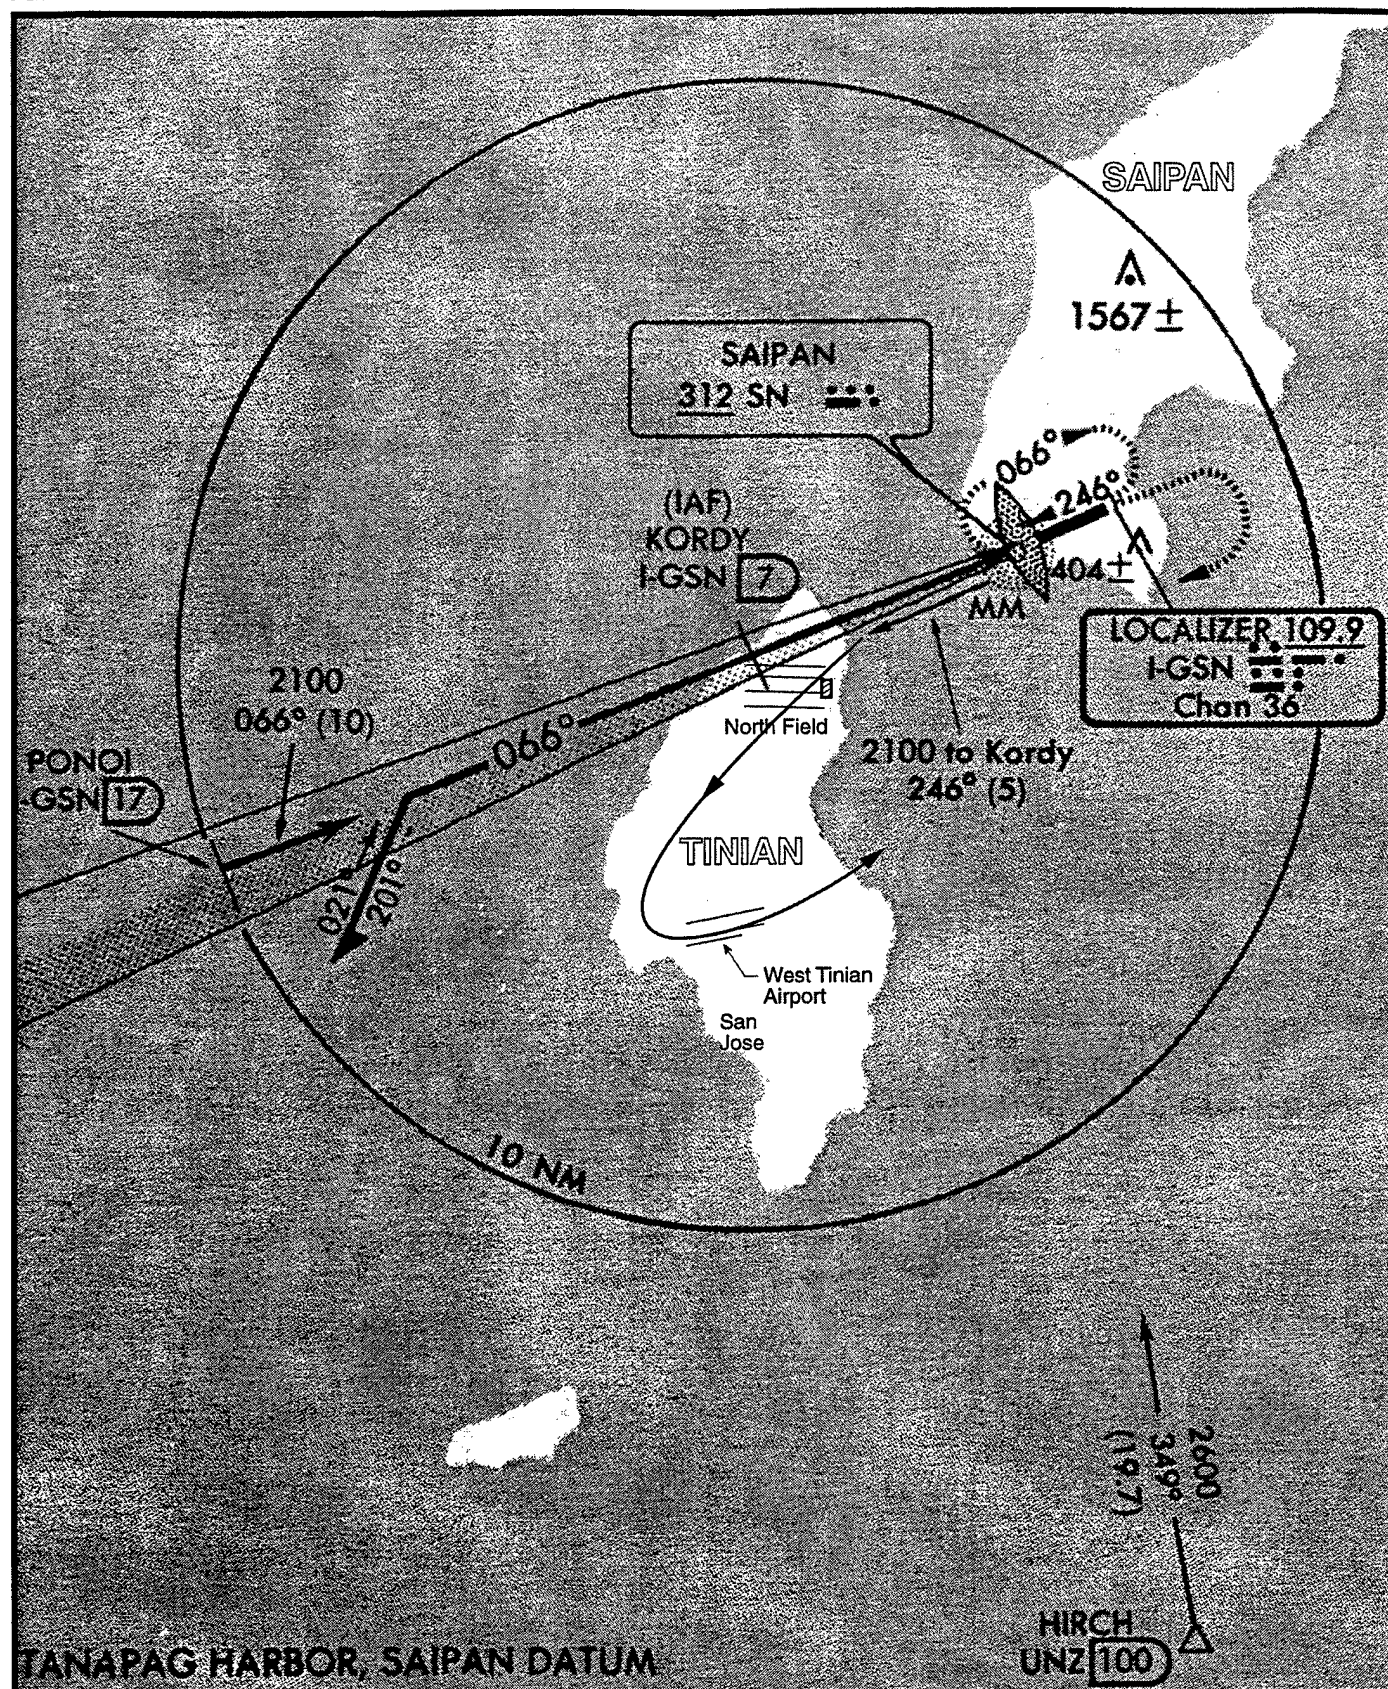 SAIPAN
1567±
SAIPAN
312 SN
066°
246°
(IAF)
KORDY
I-GSN 7
404±
MM
LOCALIZER 109.9
I-GSN
Chan 36
2100
066° (10)
066°
North Field
2100 to Kordy
246° (5)
PONOI
-GSN 17
TINIAN
021
201°
West Tinian
Airport
San
Jose
10 NM
2600
349°
(19.7)
HIRCH
UNZ 100
TANAPAG HARBOR, SAIPAN DATUM